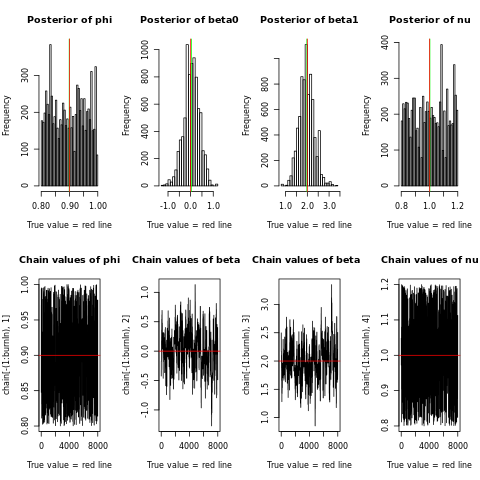 Posterior of phi
Posterior of beta0
Posterior of beta1
Posterior of nu
Frequency
0 100 200 300
0.80 0.90 1.00
True value = red line
Frequency
0 200 400 600 800 1000
-1.0 0.0 1.0
True value = red line
Frequency
0 200 400 600 800
1.0 2.0 3.0
True value = red line
Frequency
0 100 200 300 400
0.8 1.0 1.2
True value = red line
Chain values of phi
Chain values of beta
Chain values of beta
Chain values of nu
chain[-(1:burnIn), 1]
0.80 0.85 0.90 0.95 1.00
0 4000 8000
True value = red line
chain[-(1:burnIn), 2]
-1.0 -0.5 0.0 0.5 1.0
0 4000 8000
True value = red line
chain[-(1:burnIn), 3]
1.0 1.5 2.0 2.5 3.0
0 4000 8000
True value = red line
chain[-(1:burnIn), 4]
0.8 0.9 1.0 1.1 1.2
0 4000 8000
True value = red line